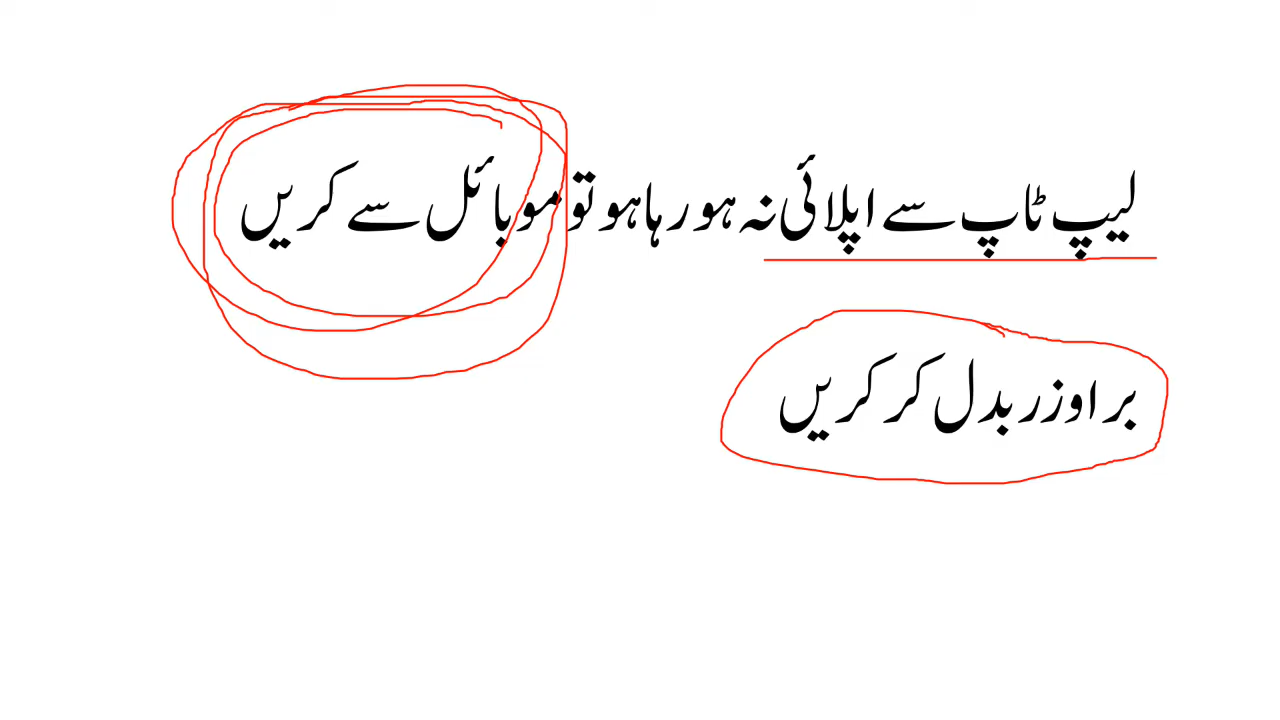 لیپ ٹاپ سے اپلائی نہ ہو رہا ہو تو موبائل سے کریں
براوزر بدل کر کریں